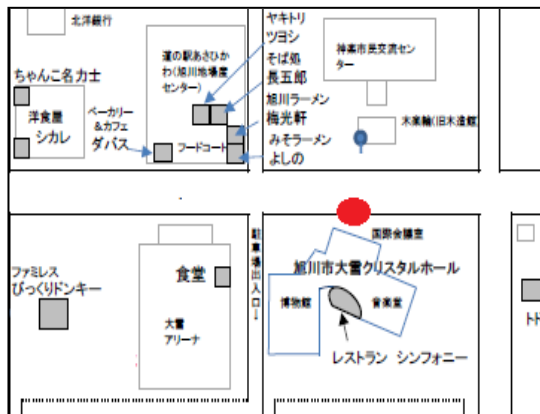 北洋銀行
ちゃんこ名力士
洋食屋
シカレ
ベーカリー
&カフェ
ダパス
道の駅あさひか
わ(旭川地場産
センター)
フードコート
ヤキトリ
ツヨシ
そば処
長五郎
旭川ラーメン
梅光軒
みそラーメン
よしの
神楽市民交流セン
ター
木楽輪(旧木造館)
ファミレス
びっくりドンキー
食堂
大雪
アリーナ
駐車場出入口↓
国際会議室
旭川市大雪クリスタルホール
博物館
音楽堂
レストラン シンフォニー